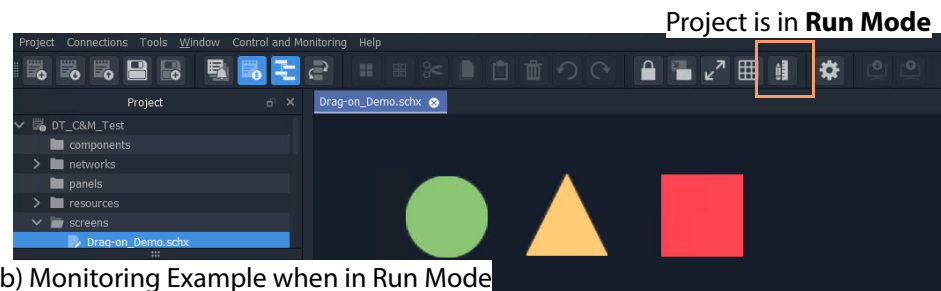 Project is in Run Mode
Project Connections Tools Window Control and Monitoring Help
Project
Drag-on_Demo.schx
DT_C&M_Test
components
networks
panels
resources
screens
Drag-on_Demo.schx
b) Monitoring Example when in Run Mode